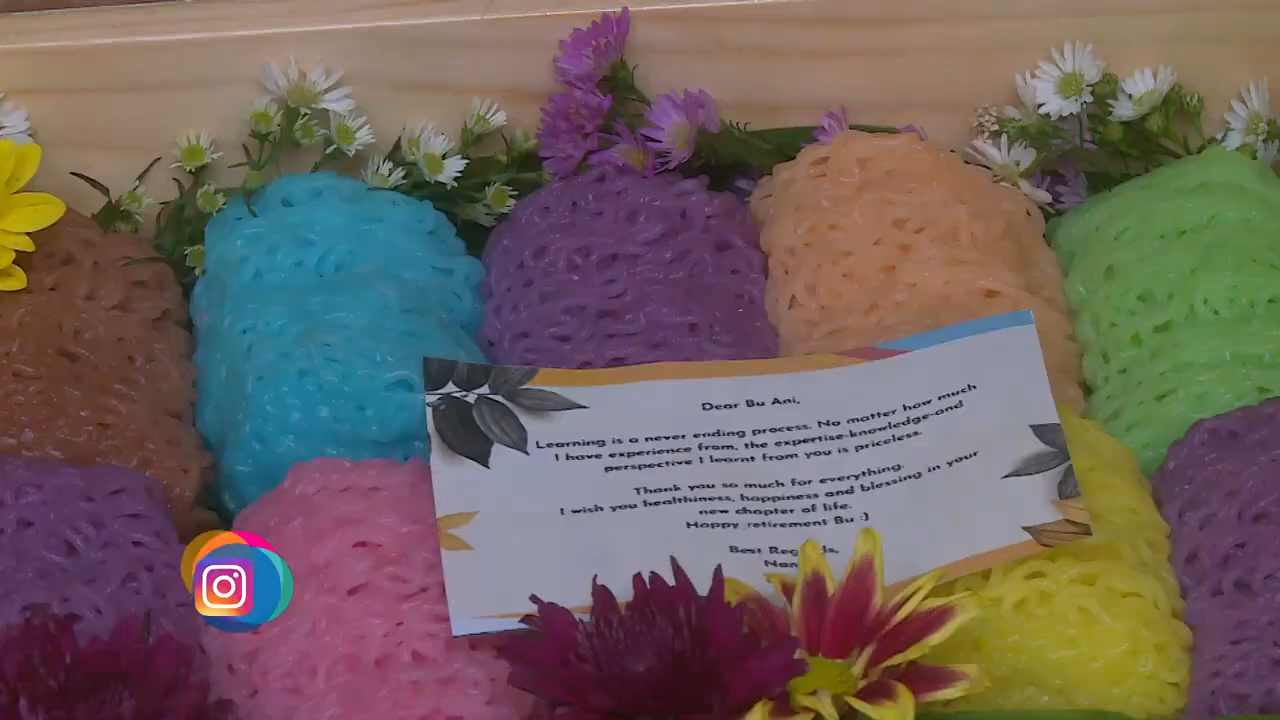 Dear Bu Ani,
Learning is a never ending process. No matter how much
I have experience from, the expertise-knowledge-and
perspective I learnt from you is priceless.
Thank you so much for everything.
I wish you healthiness, happiness and blessing in your
new chapter of life.
Happy retirement Bu :)
Best